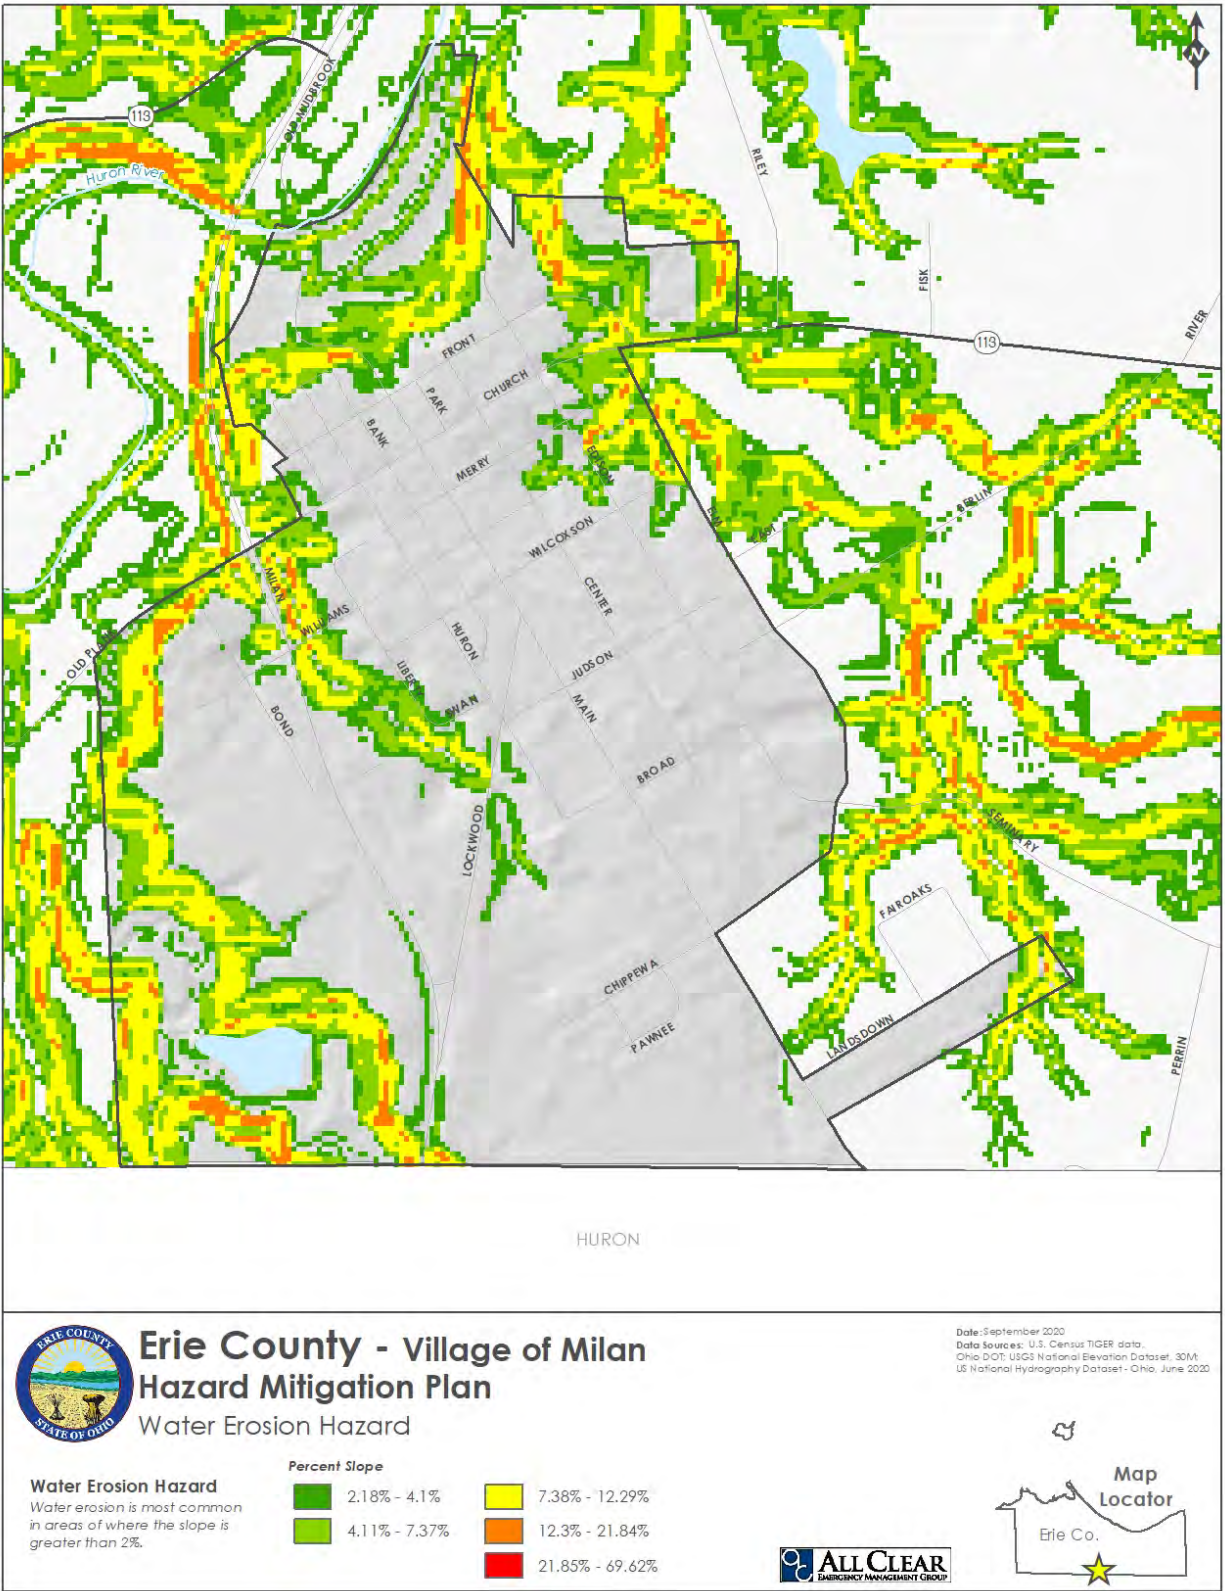 N
OLD MUDBROOK
113
Huron River
RILEY
FISK
RIVER
113
FRONT
PARK
CHURCH
BANK
MERRY
EDISON
ELM
EAST
BERLIN
WILCOXSON
MILAN
CENTER
WILLIAMS
HURON
OLD PLANK
LIBERTY
JUDSON
BOND
MAIN
BROAD
LOCKWOOD
SEMINARY
FAIROAKS
CHIPPEWA
PAWNEE
LANDSDOWN
PERRIN
HURON
ERIE COUNTY
STATE OF OHIO
Erie County - Village of Milan
Hazard Mitigation Plan
Water Erosion Hazard
Date: September 2020
Data Sources: U.S. Census TIGER data,
Ohio DOT; USGS National Elevation Dataset, 30M;
US National Hydrography Dataset - Ohio, June 2020
Water Erosion Hazard
Water erosion is most common
in areas of where the slope is
greater than 2%.
Percent Slope
2.18% - 4.1%
4.11% - 7.37%
7.38% - 12.29%
12.3% - 21.84%
21.85% - 69.62%
Map
Locator
Erie Co.
ALL CLEAR
EMERGENCY MANAGEMENT GROUP